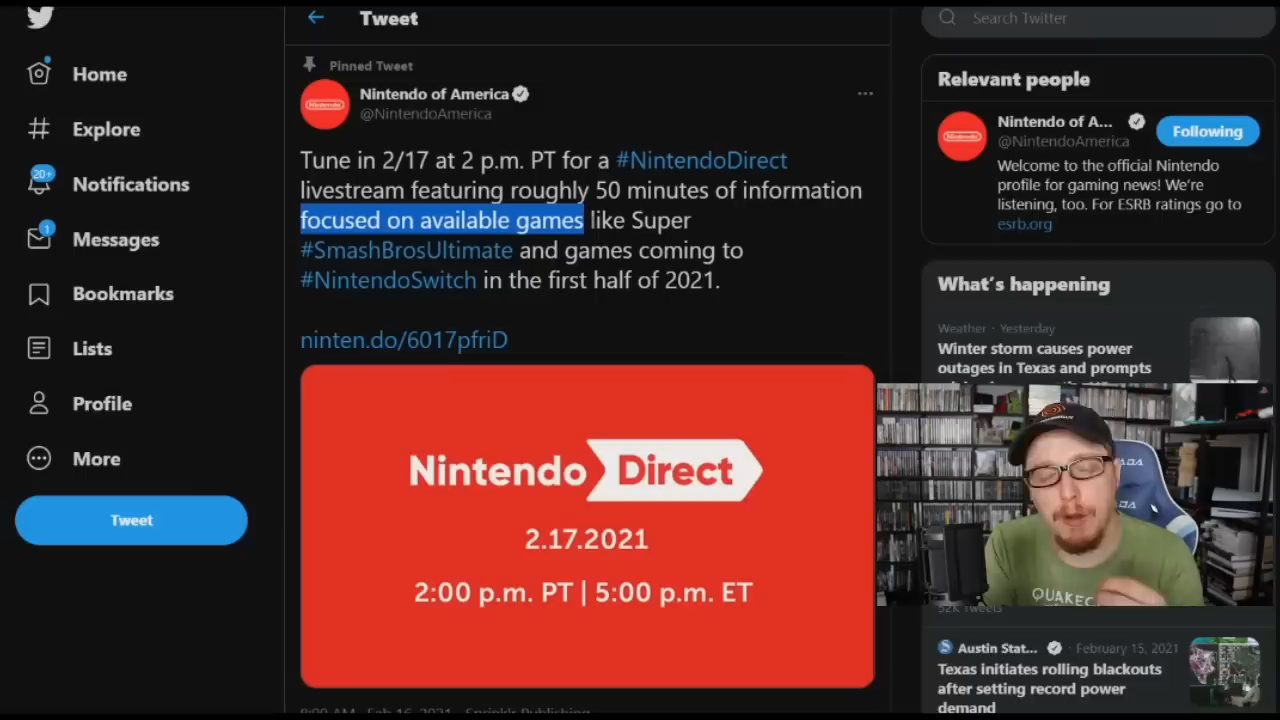 Home
Explore
20+
Notifications
1
Messages
Bookmarks
Lists
Profile
More
Tweet
Tweet
Pinned Tweet
Nintendo of America
@NintendoAmerica
Tune in 2/17 at 2 p.m. PT for a #NintendoDirect
livestream featuring roughly 50 minutes of information
focused on available games like Super
#SmashBrosUltimate and games coming to
#NintendoSwitch in the first half of 2021.
ninten.do/6017pfriD
Nintendo Direct
2.17.2021
2:00 p.m. PT | 5:00 p.m. ET
Search Twitter
Relevant people
Nintendo of A...
@NintendoAmerica
Following
Welcome to the official Nintendo
profile for gaming news! We're
listening, too. For ESRB ratings go to
esrb.org
What's happening
Weather · Yesterday
Winter storm causes power
outages in Texas and prompts
QUAKEC
52K Tweets
Austin Stat... · February 15, 2021
Texas initiates rolling blackouts
after setting record power
demand